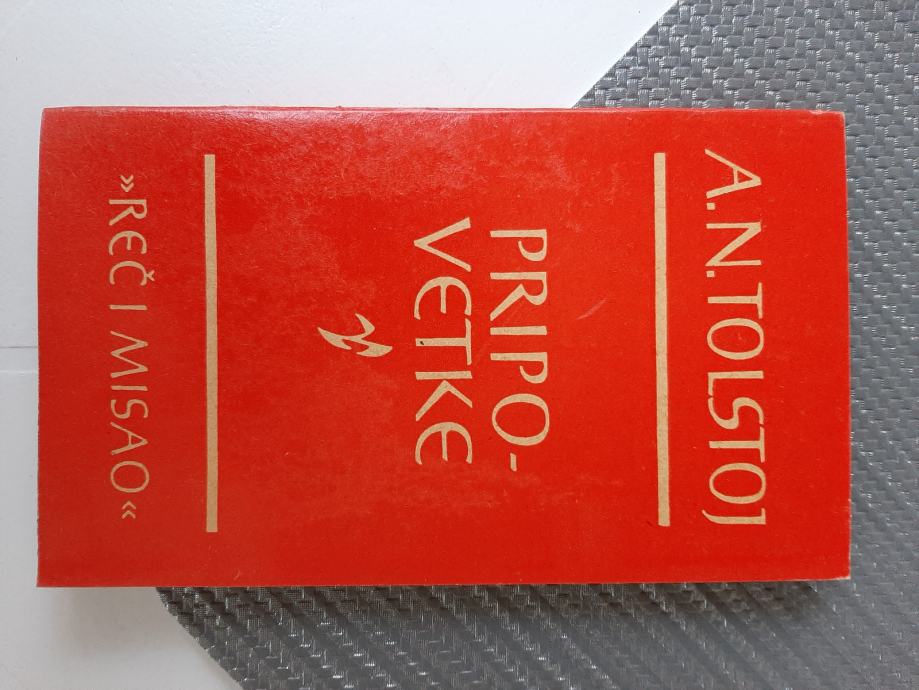 A. N. TOLSTOJ
PRIPO-
VETKE
»REČ I MISAO«